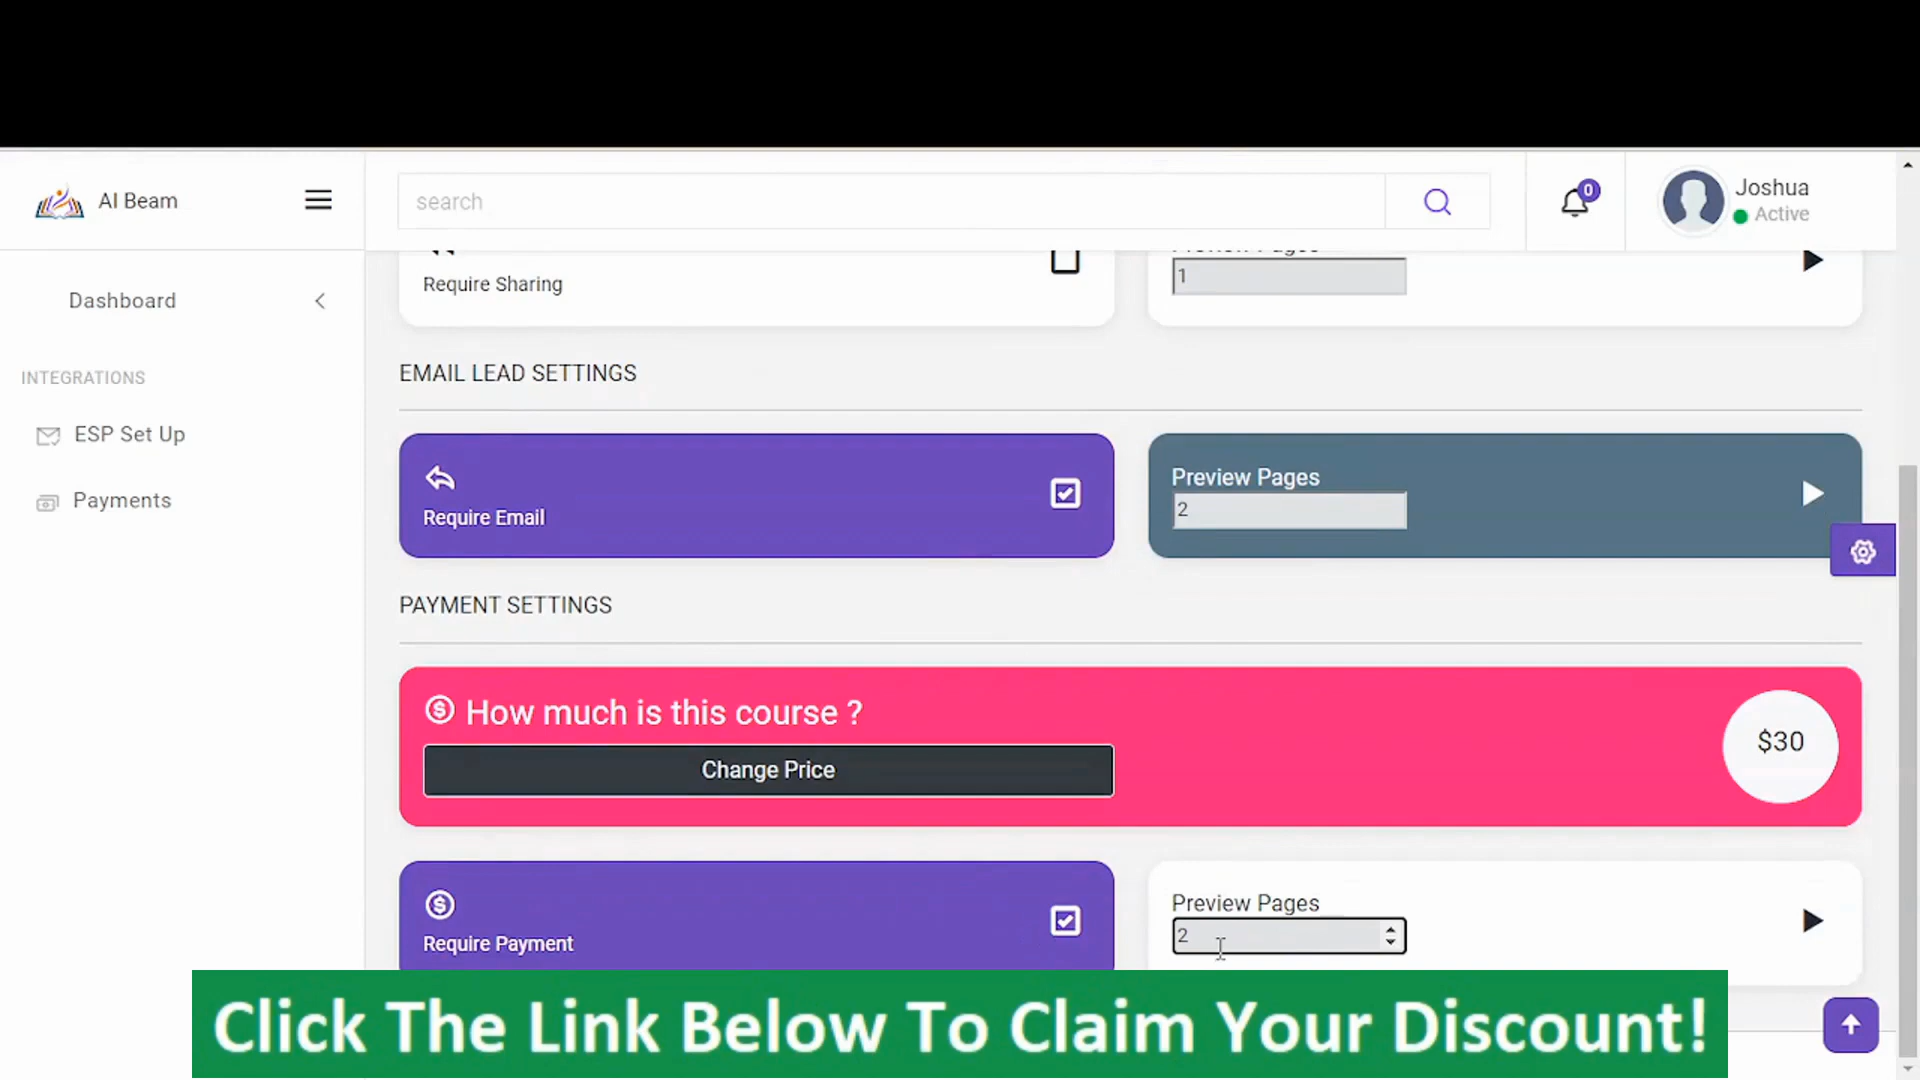 AI Beam
search
0
Joshua
Active
Dashboard
Require Sharing
1
INTEGRATIONS
EMAIL LEAD SETTINGS
ESP Set Up
Preview Pages
2
Require Email
Payments
PAYMENT SETTINGS
How much is this course ?
$30
Change Price
Preview Pages
2
Require Payment
Click The Link Below To Claim Your Discount!